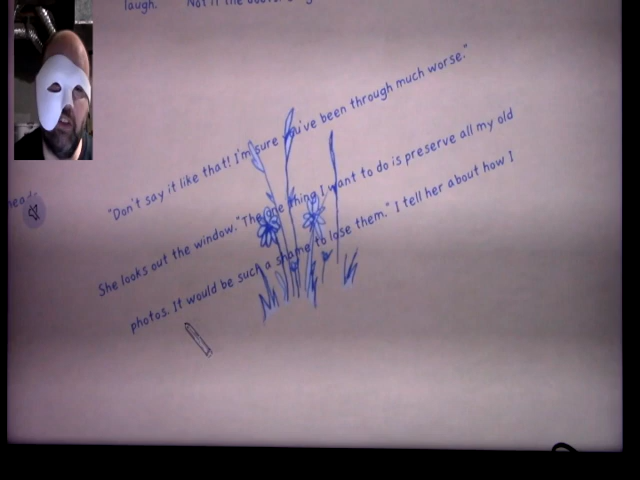 laugh. Not
"Don't say it like that! I'm sure you've been through much worse."
She looks out the window. "The one thing I want to do is preserve all my old
photos. It would be such a shame to lose them." I tell her about how I